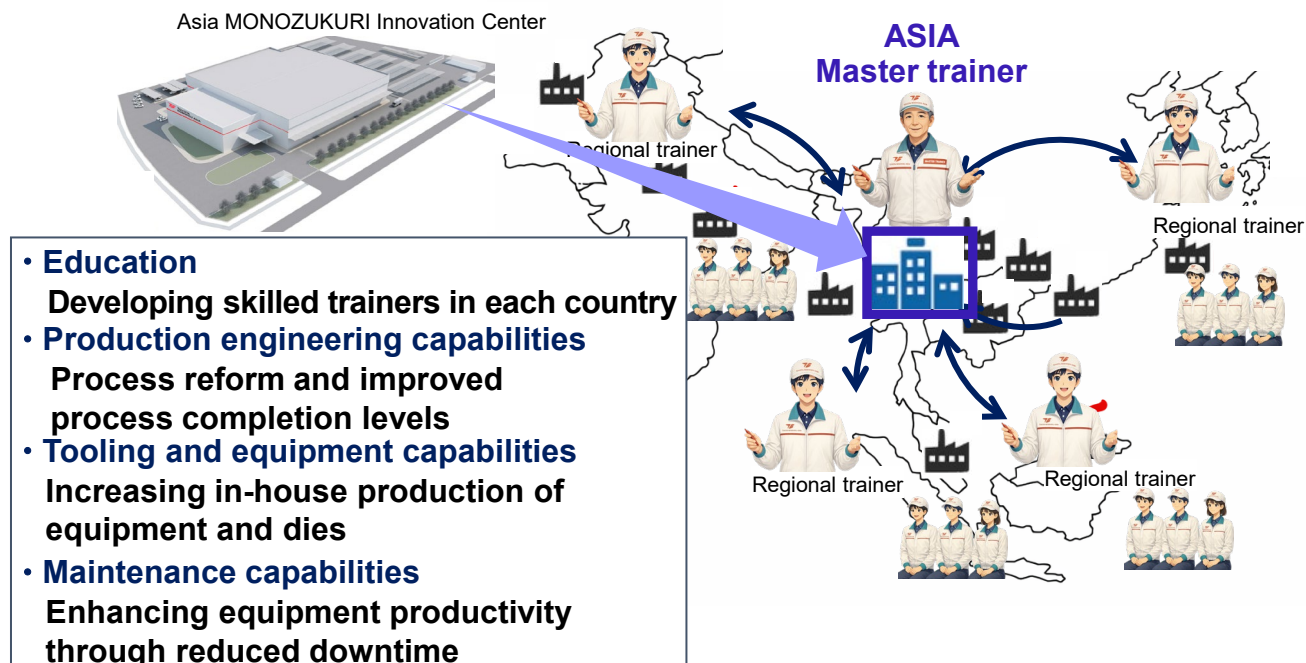 Asia MONOZUKURI Innovation Center
ASIA
Master trainer
Regional trainer
Regional trainer
・Education
Developing skilled trainers in each country
・Production engineering capabilities
Process reform and improved
process completion levels
・Tooling and equipment capabilities
Increasing in-house production of
equipment and dies
・Maintenance capabilities
Enhancing equipment productivity
through reduced downtime
Regional trainer
Regional trainer